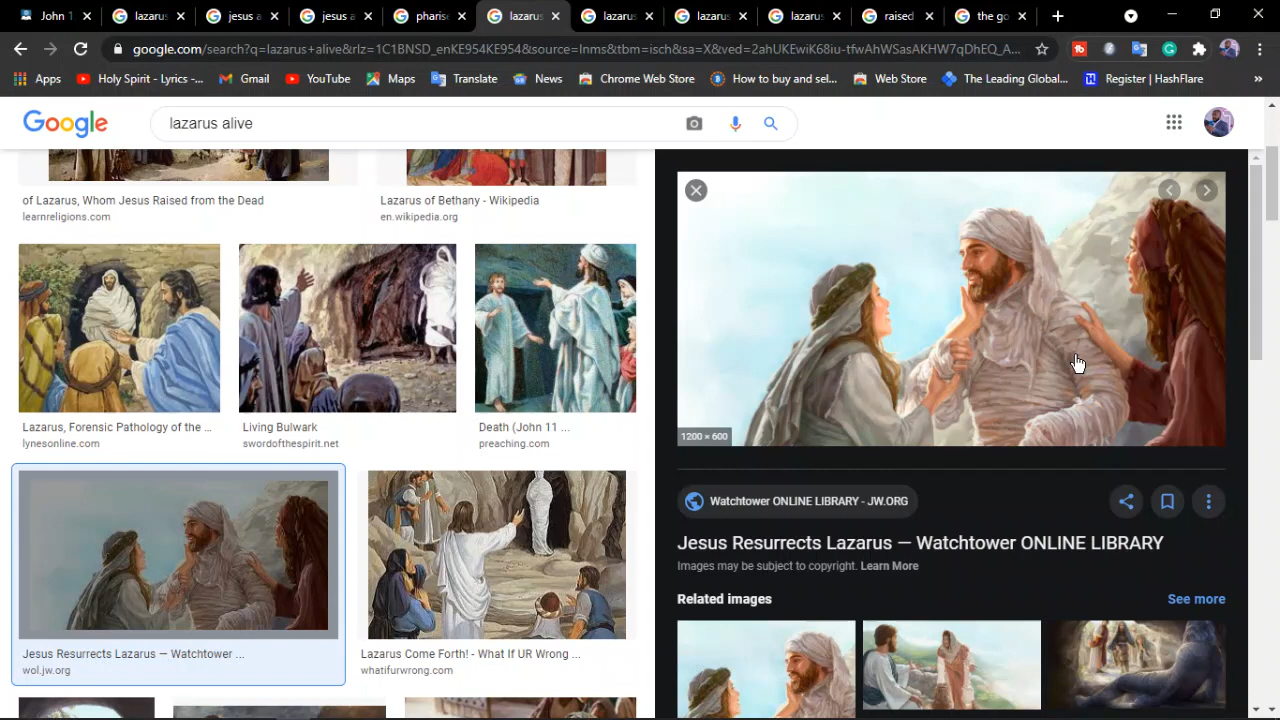 John 1
lazarus
jesus a
jesus a
pharise
lazarus
lazarus
lazarus
lazarus
raised
the go
google.com/search?q=lazarus+alive&rlz=1C1BNSD_enKE954KE954&source=lnms&tbm=isch&sa=X&ved=2ahUKEwiK68iu-tfwAhWSasAKHW7qDhEQ_A...
Apps
Holy Spirit - Lyrics -...
Gmail
YouTube
Maps
Translate
News
Chrome Web Store
How to Buy and sel...
Web Store
The Leading Global...
Register | HashFlare
»
Google
lazarus alive
of Lazarus, Whom Jesus Raised from the Dead
learnreligions.com
Lazarus of Bethany - Wikipedia
en.wikipedia.org
Lazarus, Forensic Pathology of the ...
lynesonline.com
Living Bulwark
swordofthespirit.net
Death (John 11 ...
preaching.com
Jesus Resurrects Lazarus — Watchtower ...
wol.jw.org
Lazarus Come Forth! - What If UR Wrong ...
whatifurwrong.com
1200 × 600
Watchtower ONLINE LIBRARY - JW.ORG
Jesus Resurrects Lazarus — Watchtower ONLINE LIBRARY
Images may be subject to copyright. Learn More
Related images
See more